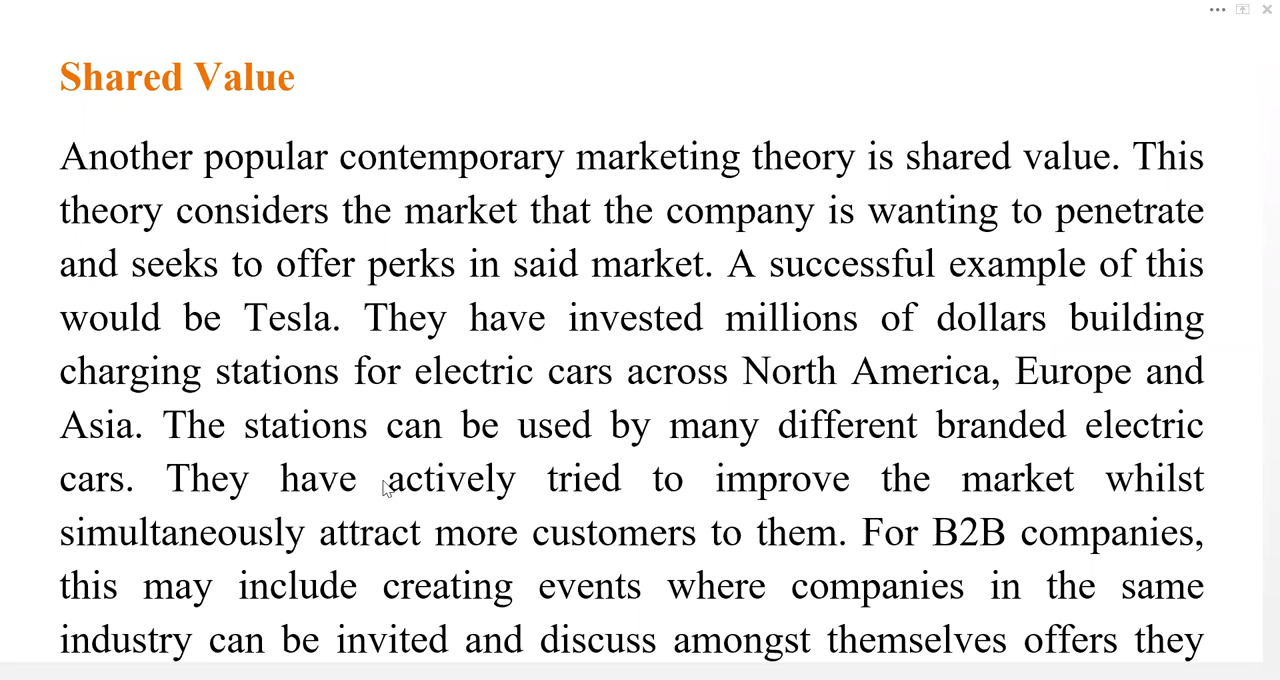 Shared Value
Another popular contemporary marketing theory is shared value. This
theory considers the market that the company is wanting to penetrate
and seeks to offer perks in said market. A successful example of this
would be Tesla. They have invested millions of dollars building
charging stations for electric cars across North America, Europe and
Asia. The stations can be used by many different branded electric
cars. They have actively tried to improve the market whilst
simultaneously attract more customers to them. For B2B companies,
this may include creating events where companies in the same
industry can be invited and discuss amongst themselves offers they